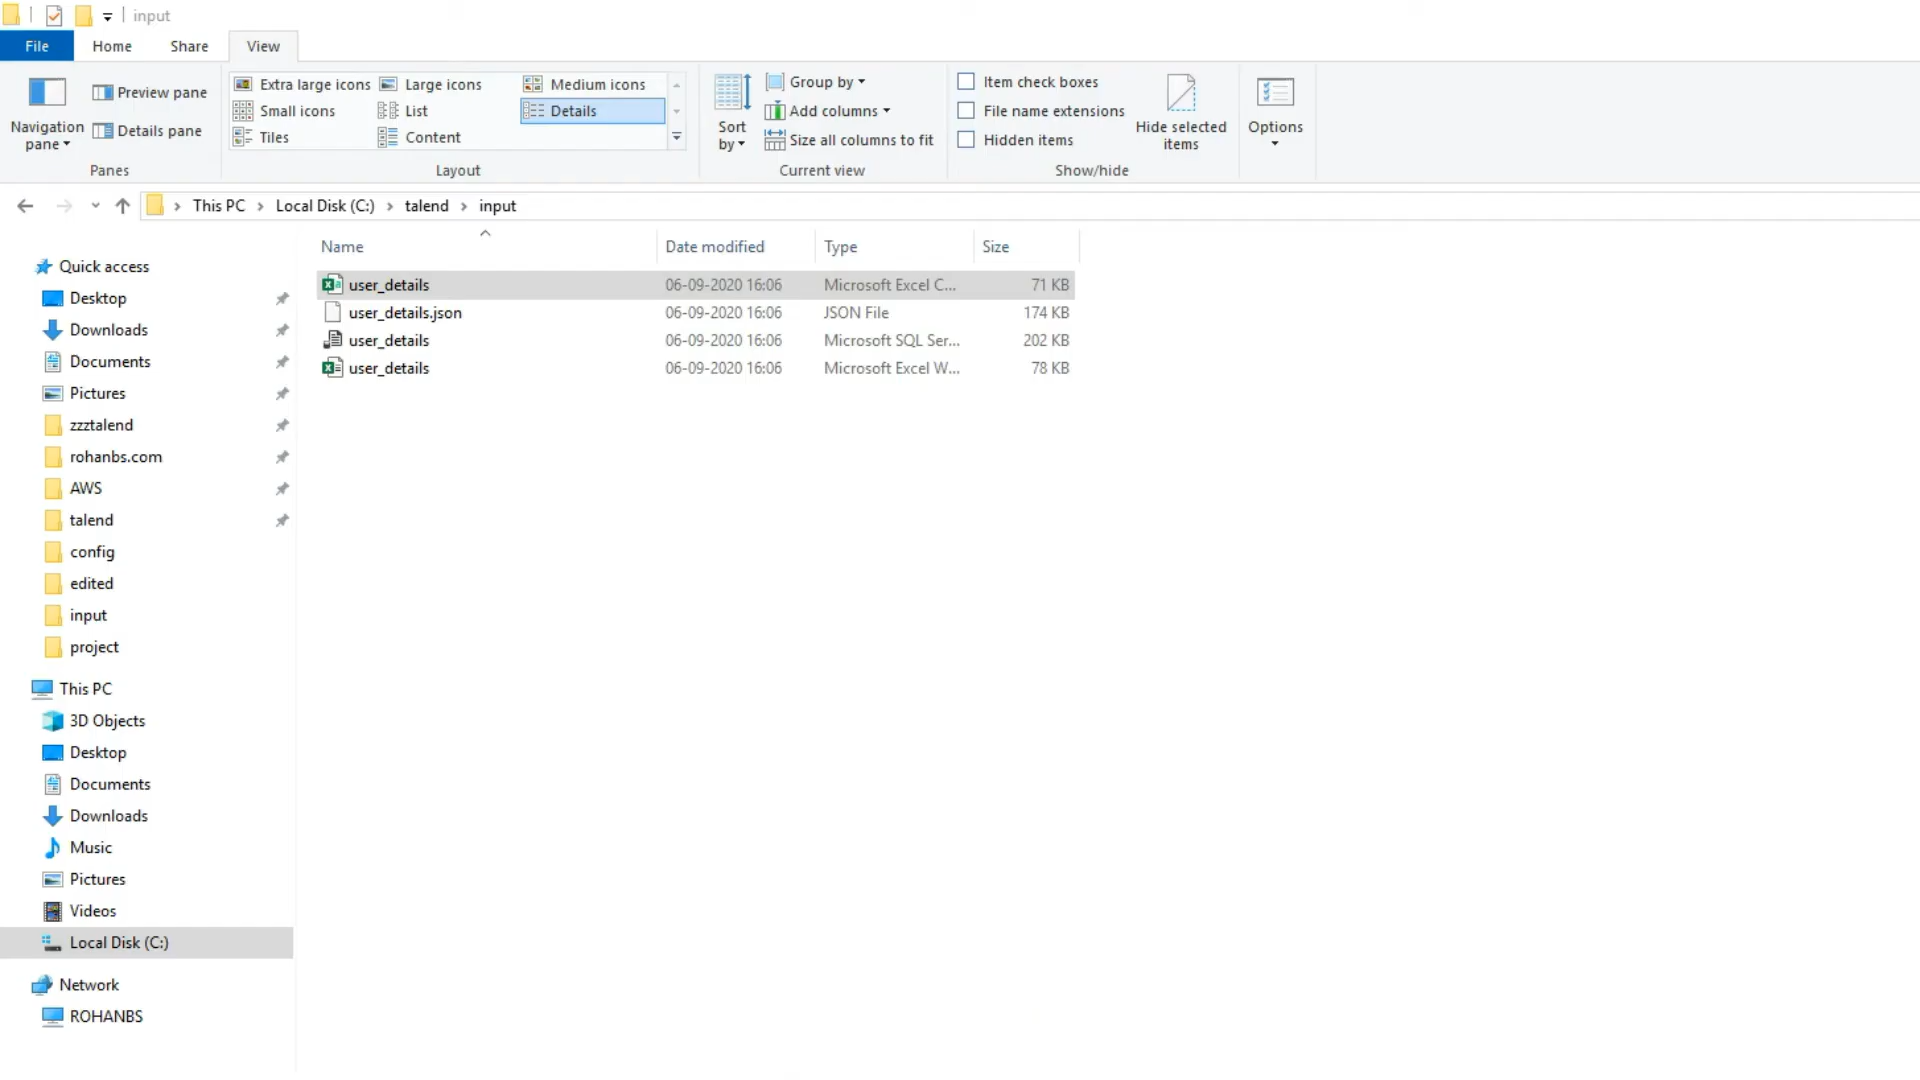 input
File Home Share View
Navigation pane
Preview pane
Details pane
Panes
Extra large icons Large icons Medium icons
Small icons List Details
Tiles Content
Layout
Sort by
Group by
Add columns
Size all columns to fit
Current view
Item check boxes
File name extensions
Hidden items
Hide selected items
Show/hide
Options
This PC Local Disk (C:) talend input
Name Date modified Type Size
user_details 06-09-2020 16:06 Microsoft Excel C... 71 KB
user_details.json 06-09-2020 16:06 JSON File 174 KB
user_details 06-09-2020 16:06 Microsoft SQL Ser... 202 KB
user_details 06-09-2020 16:06 Microsoft Excel W... 78 KB
Quick access
Desktop
Downloads
Documents
Pictures
zzztalend
rohanbs.com
AWS
talend
config
edited
input
project
This PC
3D Objects
Desktop
Documents
Downloads
Music
Pictures
Videos
Local Disk (C:)
Network
ROHANBS